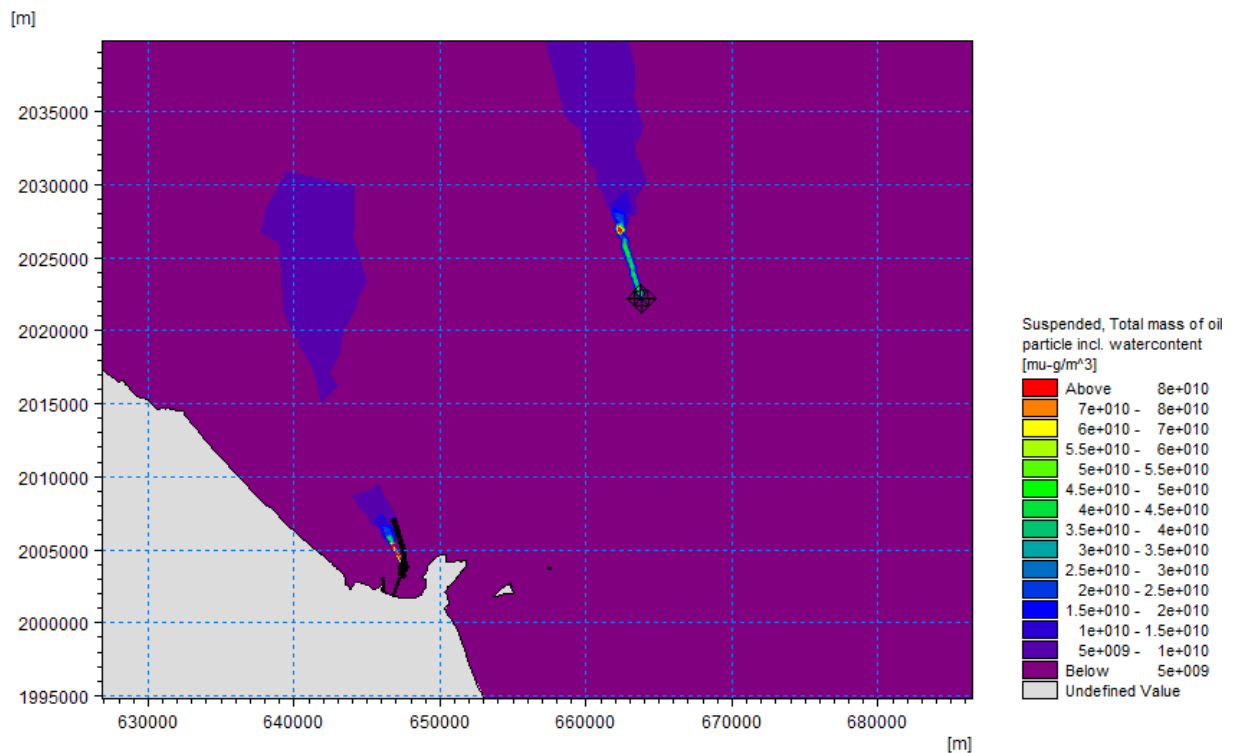 [m]
2035000
2030000
2025000
2020000
2015000
2010000
2005000
2000000
1995000
630000 640000 650000 660000 670000 680000
[m]
Suspended, Total mass of oil
particle incl. watercontent
[mu-g/m^3]
Above 8e+010
7e+010 - 8e+010
6e+010 - 7e+010
5.5e+010 - 6e+010
5e+010 - 5.5e+010
4.5e+010 - 5e+010
4e+010 - 4.5e+010
3.5e+010 - 4e+010
3e+010 - 3.5e+010
2.5e+010 - 3e+010
2e+010 - 2.5e+010
1.5e+010 - 2e+010
1e+010 - 1.5e+010
5e+009 - 1e+010
Below 5e+009
Undefined Value